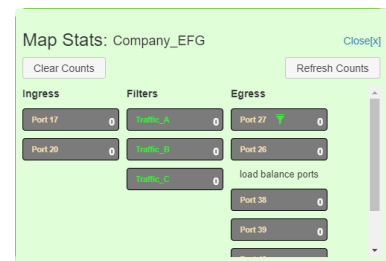 Map Stats: Company_EFG
Close[x]
Clear Counts
Refresh Counts
Ingress
Filters
Egress
Port 17 0
Traffic_A 0
Port 27 0
Port 20 0
Traffic_B 0
Port 26 0
Traffic_C 0
load balance ports
Port 38 0
Port 39 0